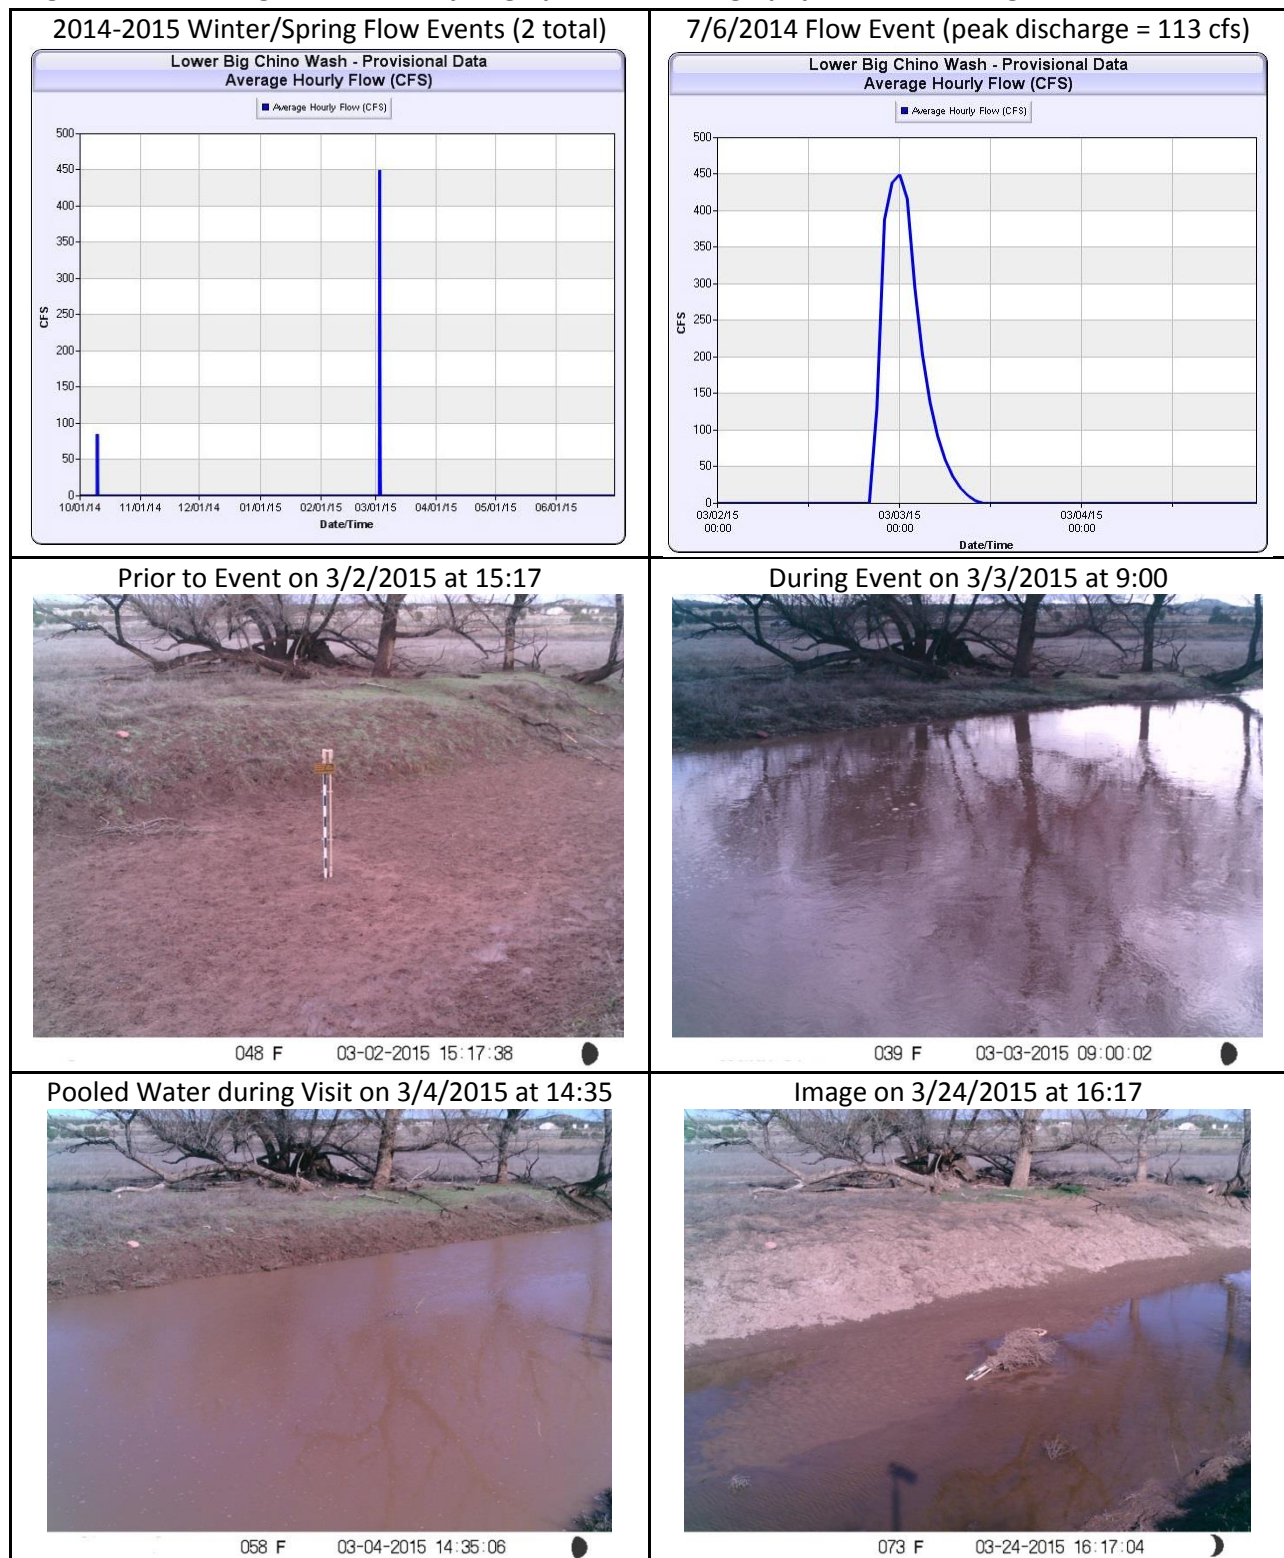 2014-2015 Winter/Spring Flow Events (2 total)
Lower Big Chino Wash - Provisional Data
Average Hourly Flow (CFS)
Average Hourly Flow (CFS)
500
450
400
350
300
250
200
150
100
50
0
CFS
10/01/14 11/01/14 12/01/14 01/01/15 02/01/15 03/01/15 04/01/15 05/01/15 06/01/15
Date/Time
7/6/2014 Flow Event (peak discharge = 113 cfs)
Lower Big Chino Wash - Provisional Data
Average Hourly Flow (CFS)
Average Hourly Flow (CFS)
500
450
400
350
300
250
200
150
100
50
0
CFS
03/02/15 03/03/15 03/04/15
00:00 00:00 00:00
Date/Time
Prior to Event on 3/2/2015 at 15:17
048 F 03-02-2015 15:17:38
During Event on 3/3/2015 at 9:00
039 F 03-03-2015 09:00:02
Pooled Water during Visit on 3/4/2015 at 14:35
058 F 03-04-2015 14:35:06
Image on 3/24/2015 at 16:17
073 F 03-24-2015 16:17:04